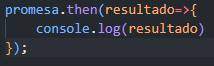 promesa.then(resultado=>{
    console.log(resultado)
});